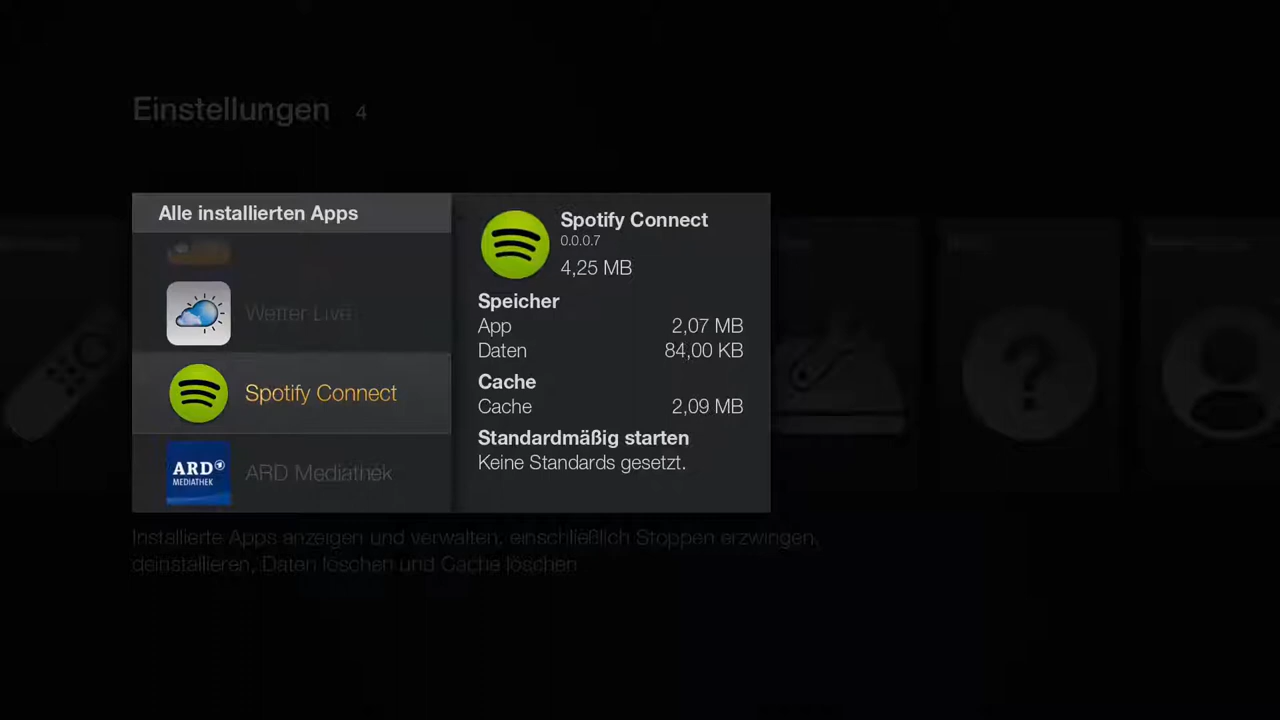 Einstellungen 4
Alle installierten Apps
Wetter Live
Spotify Connect
ARD
MEDIATHEK
ARD Mediathek
Spotify Connect
0.0.0.7
4,25 MB
Speicher
App 2,07 MB
Daten 84,00 KB
Cache
Cache 2,09 MB
Standardmäßig starten
Keine Standards gesetzt.
Installierte Apps anzeigen und verwalten, einschließlich Stoppen erzwingen,
deinstallieren, Daten löschen und Cache löschen